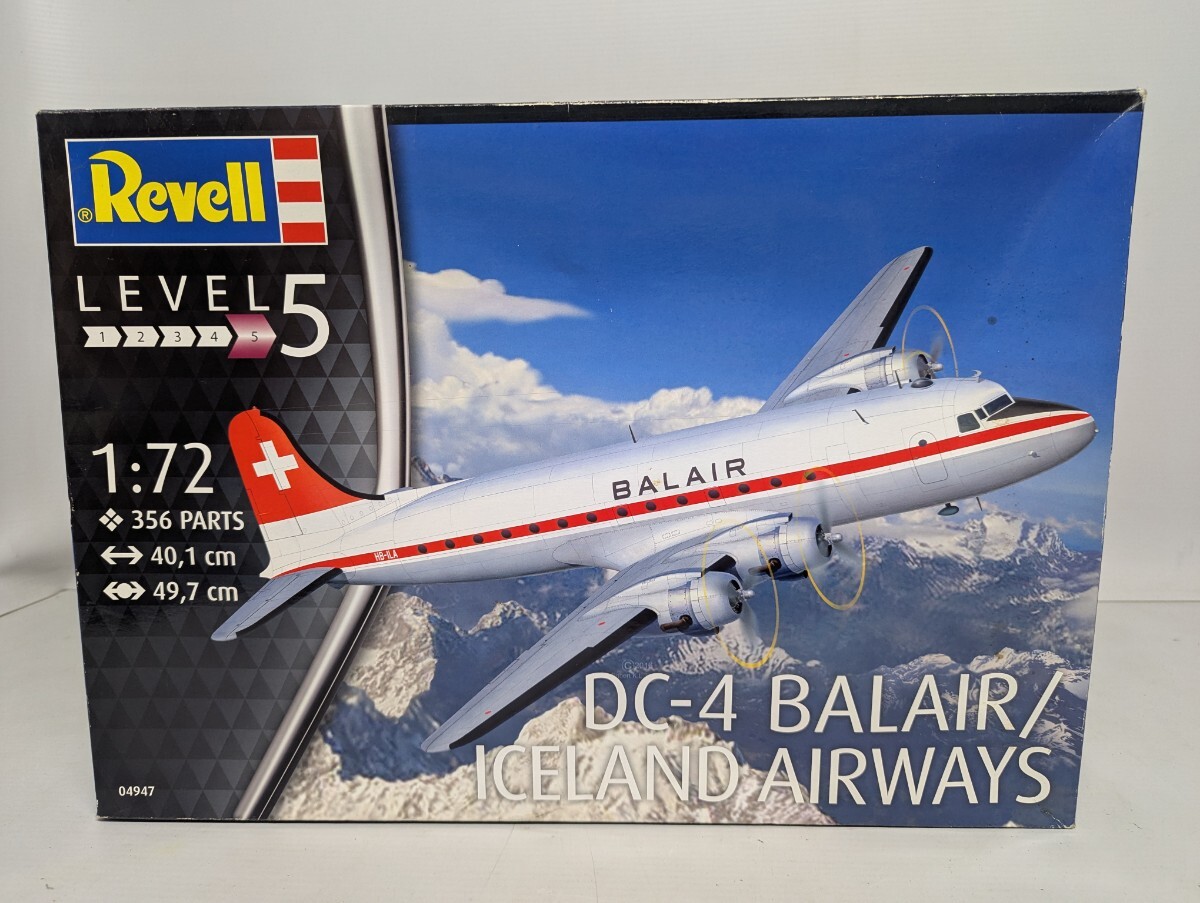 ® Revell
LEVEL 5
1 2 3 4 5
1:72
356 PARTS
40,1 cm
49,7 cm
04947
BALAIR
HB-ILA
DC-4 BALAIR/
ICELAND AIRWAYS